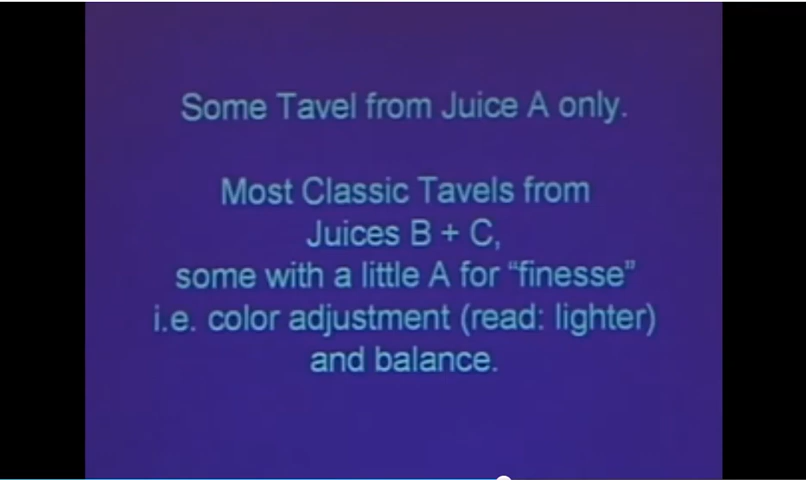 Some Tavel from Juice A only.
Most Classic Tavels from
Juices B + C,
some with a little A for “finesse”
i.e. color adjustment (read: lighter)
and balance.